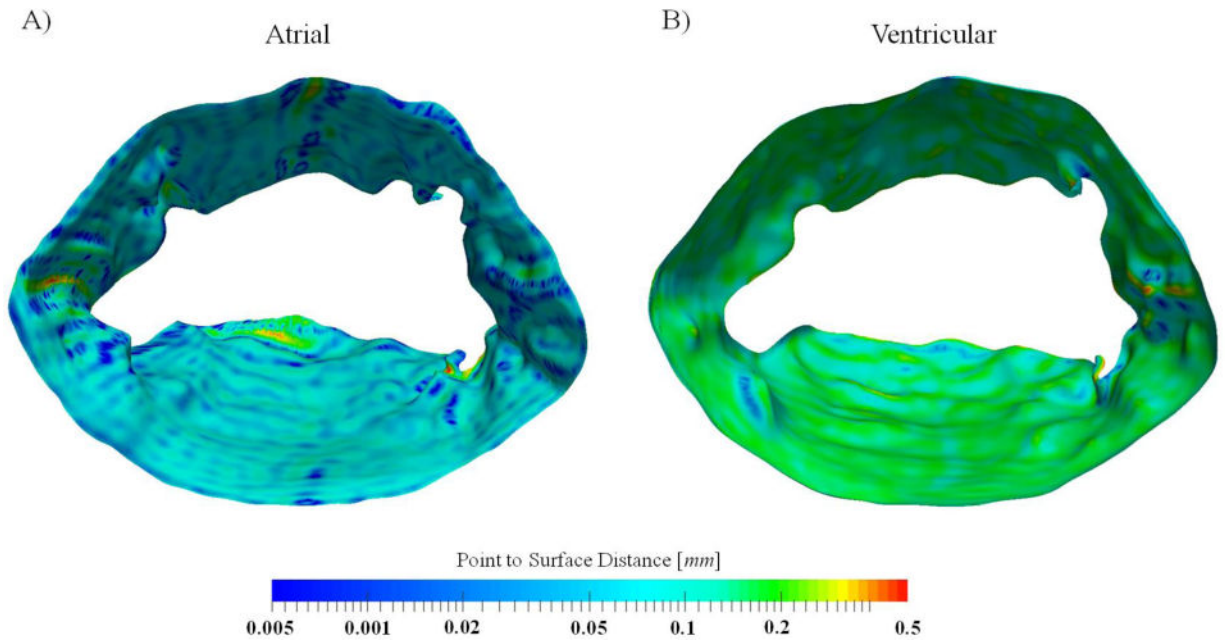 A)
Atrial
B)
Ventricular
Point to Surface Distance [mm]
0.005 0.001 0.02 0.05 0.1 0.2 0.5